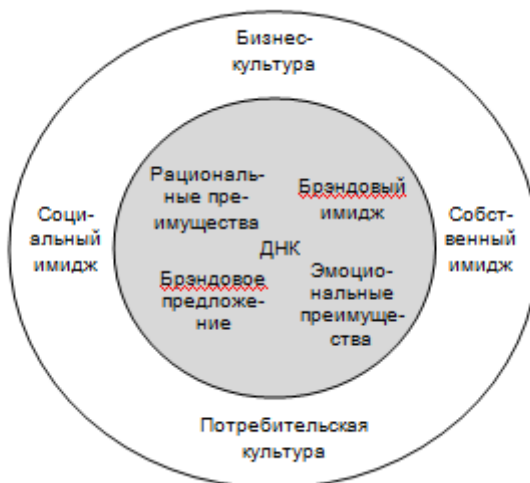 Бизнес-
культура
Рациональ-
ные пре-
имущества
Брэндовый
имидж
Соци-
альный
имидж
Собст-
венный
имидж
ДНК
Брэндовое
предложе-
ние
Эмоцио-
нальные
преимуще-
ства
Потребительская
культура